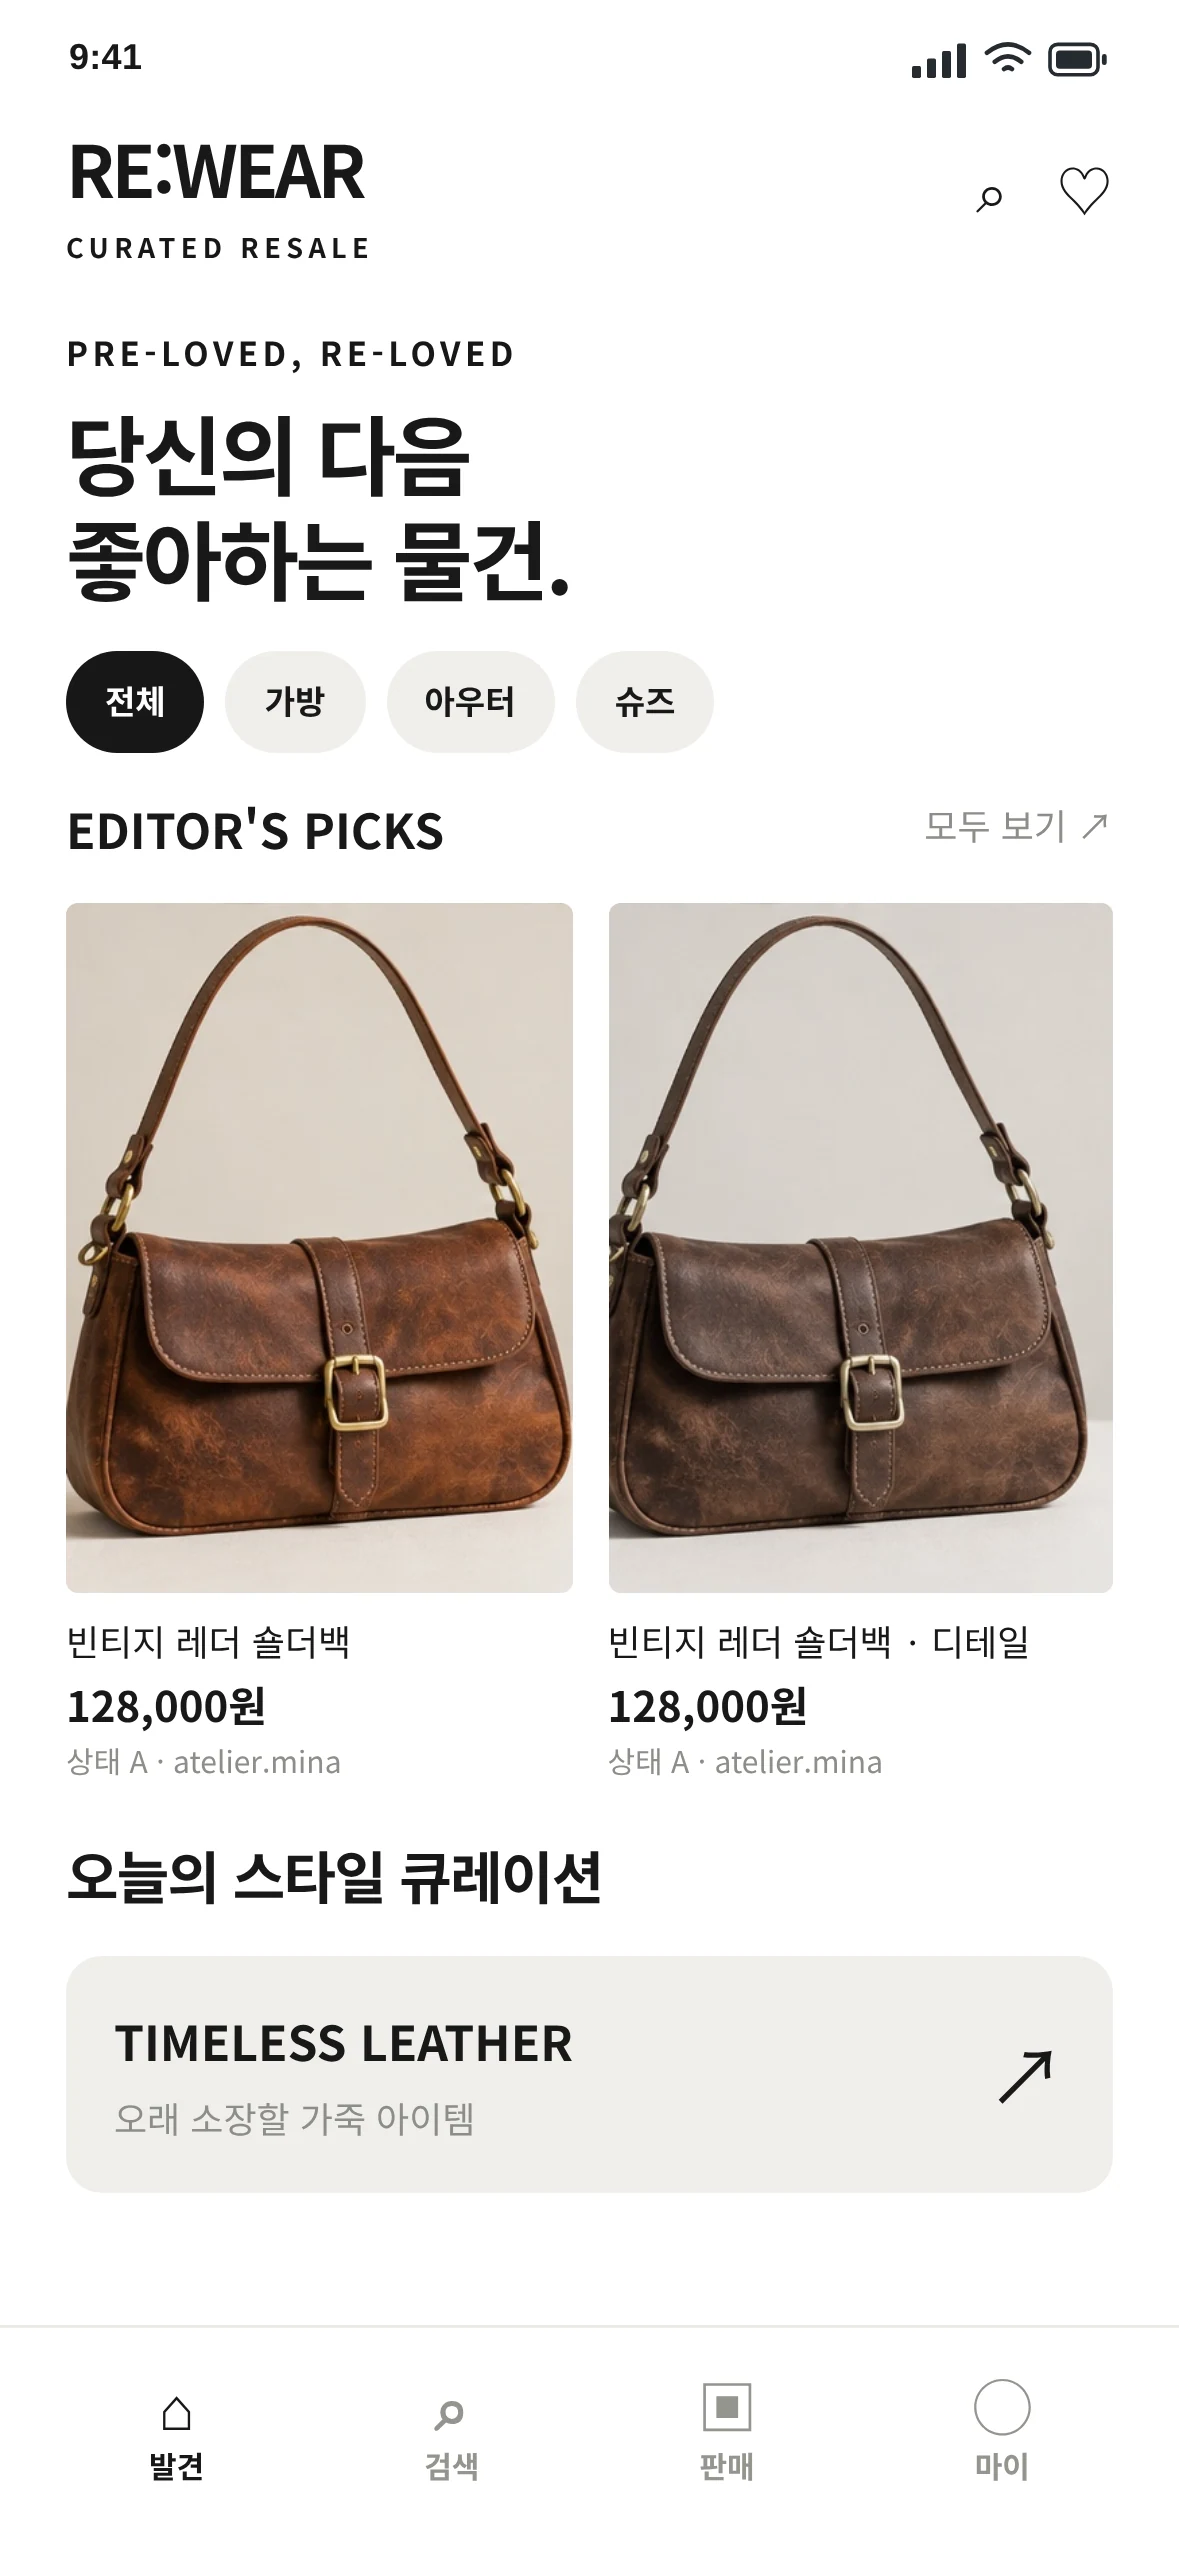 9:41
RE:WEAR
CURATED RESALE
PRE-LOVED, RE-LOVED
당신의 다음
좋아하는 물건.
전체 가방 아우터 슈즈
EDITOR'S PICKS 모두 보기 ↗
빈티지 레더 숄더백
128,000원
상태 A · atelier.mina
빈티지 레더 숄더백 · 디테일
128,000원
상태 A · atelier.mina
오늘의 스타일 큐레이션
TIMELESS LEATHER
오래 소장할 가죽 아이템
발견 검색 판매 마이